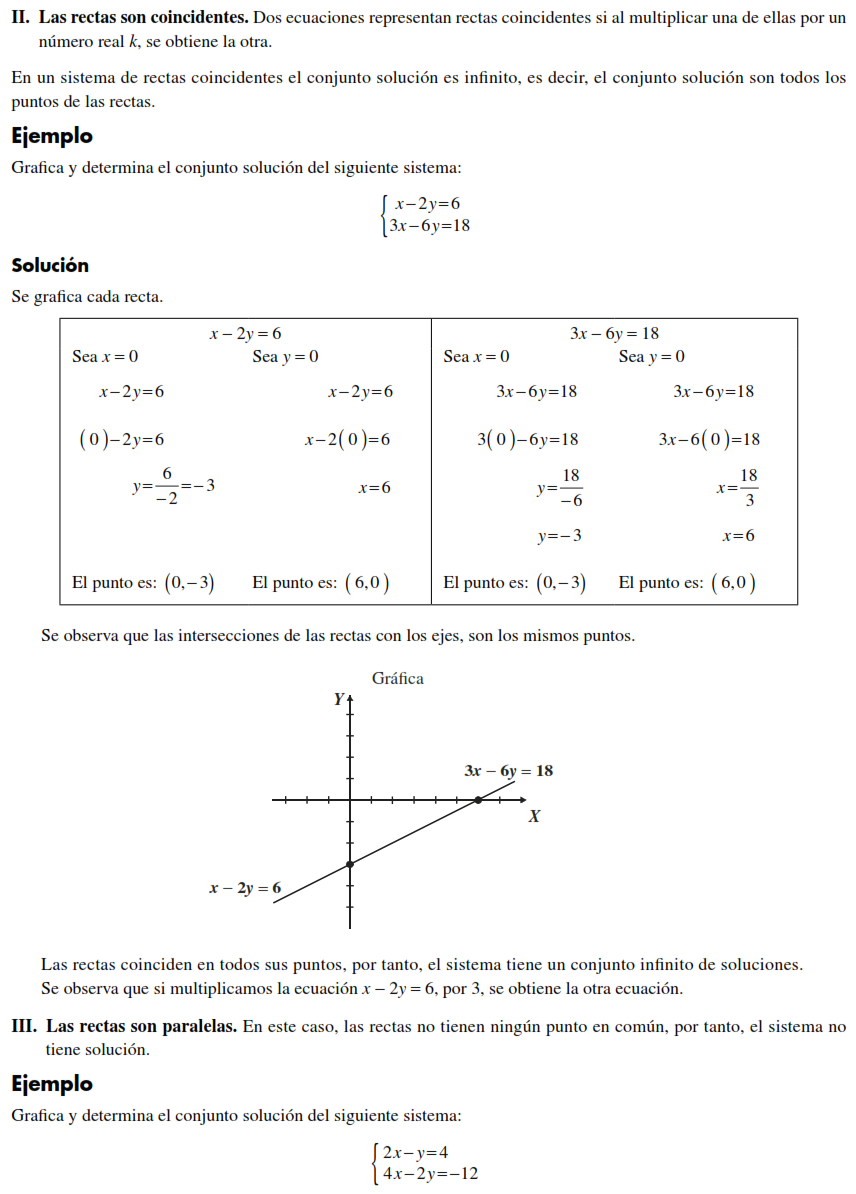 II. Las rectas son coincidentes. Dos ecuaciones representan rectas coincidentes si al multiplicar una de ellas por un
número real k, se obtiene la otra.
En un sistema de rectas coincidentes el conjunto solución es infinito, es decir, el conjunto solución son todos los
puntos de las rectas.
Ejemplo
Grafica y determina el conjunto solución del siguiente sistema:
{ x−2y=6
3x−6y=18
Solución
Se grafica cada recta.
x − 2y = 6
Sea x = 0 Sea y = 0
x−2y=6 x−2y=6
(0)−2y=6 x−2(0)=6
y=6/−2=−3 x=6
El punto es: (0,−3) El punto es: (6,0)
3x − 6y = 18
Sea x = 0 Sea y = 0
3x−6y=18 3x−6y=18
3(0)−6y=18 3x−6(0)=18
y=18/−6 x=18/3
y=−3 x=6
El punto es: (0,−3) El punto es: (6,0)
Se observa que las intersecciones de las rectas con los ejes, son los mismos puntos.
Gráfica
Y
3x − 6y = 18
X
x − 2y = 6
Las rectas coinciden en todos sus puntos, por tanto, el sistema tiene un conjunto infinito de soluciones.
Se observa que si multiplicamos la ecuación x − 2y = 6, por 3, se obtiene la otra ecuación.
III. Las rectas son paralelas. En este caso, las rectas no tienen ningún punto en común, por tanto, el sistema no
tiene solución.
Ejemplo
Grafica y determina el conjunto solución del siguiente sistema:
{ 2x−y=4
4x−2y=−12